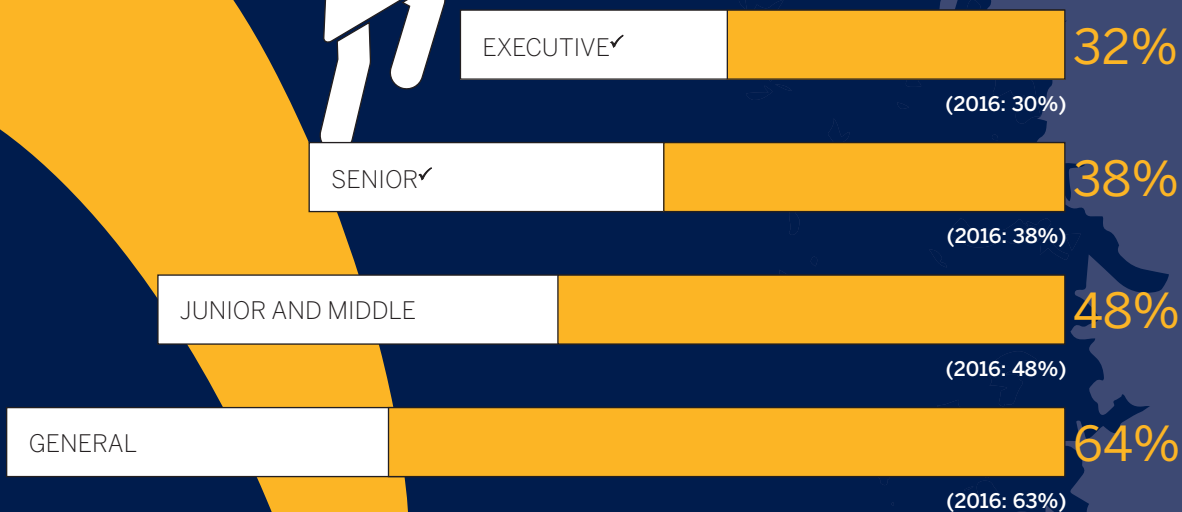 EXECUTIVE✓ 32%
(2016: 30%)
SENIOR✓ 38%
(2016: 38%)
JUNIOR AND MIDDLE 48%
(2016: 48%)
GENERAL 64%
(2016: 63%)